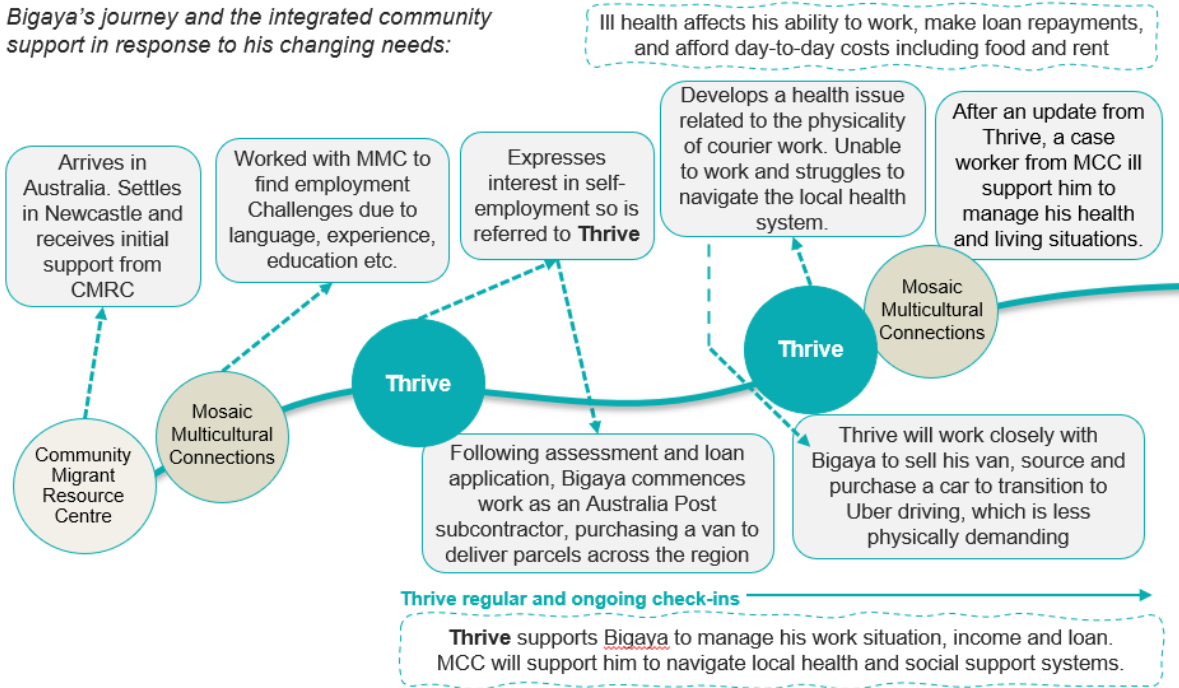 Bigaya’s journey and the integrated community
support in response to his changing needs:
Ill health affects his ability to work, make loan repayments,
and afford day-to-day costs including food and rent
Arrives in
Australia. Settles
in Newcastle and
receives initial
support from
CMRC
Worked with MMC to
find employment
Challenges due to
language, experience,
education etc.
Expresses
interest in self-
employment so is
referred to Thrive
Develops a health issue
related to the physicality
of courier work. Unable
to work and struggles to
navigate the local health
system.
After an update from
Thrive, a case
worker from MCC ill
support him to
manage his health
and living situations.
Community
Migrant
Resource
Centre
Mosaic
Multicultural
Connections
Thrive
Thrive
Mosaic
Multicultural
Connections
Following assessment and loan
application, Bigaya commences
work as an Australia Post
subcontractor, purchasing a van to
deliver parcels across the region
Thrive will work closely with
Bigaya to sell his van, source and
purchase a car to transition to
Uber driving, which is less
physically demanding
Thrive regular and ongoing check-ins
Thrive supports Bigaya to manage his work situation, income and loan.
MCC will support him to navigate local health and social support systems.